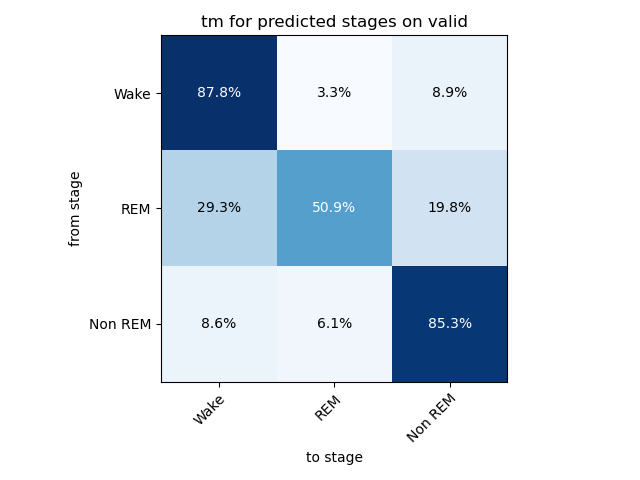 tm for predicted stages on valid
Wake 87.8% 3.3% 8.9%
REM 29.3% 50.9% 19.8%
Non REM 8.6% 6.1% 85.3%
from stage
Wake REM Non REM
to stage